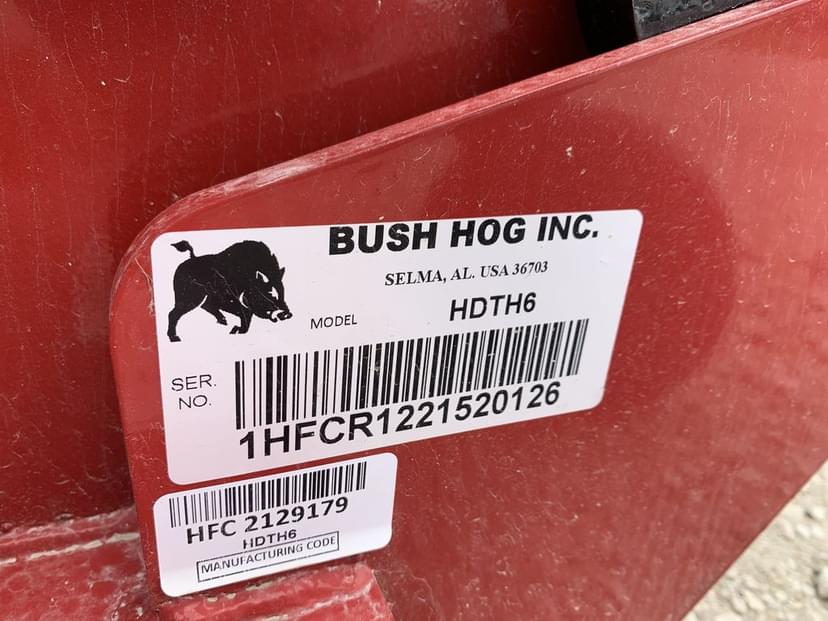 BUSH HOG INC.
SELMA, AL. USA 36703
MODEL HDTH6
SER. NO.
1HFCR1221520126
HFC 2129179
HDTH6
MANUFACTURING CODE